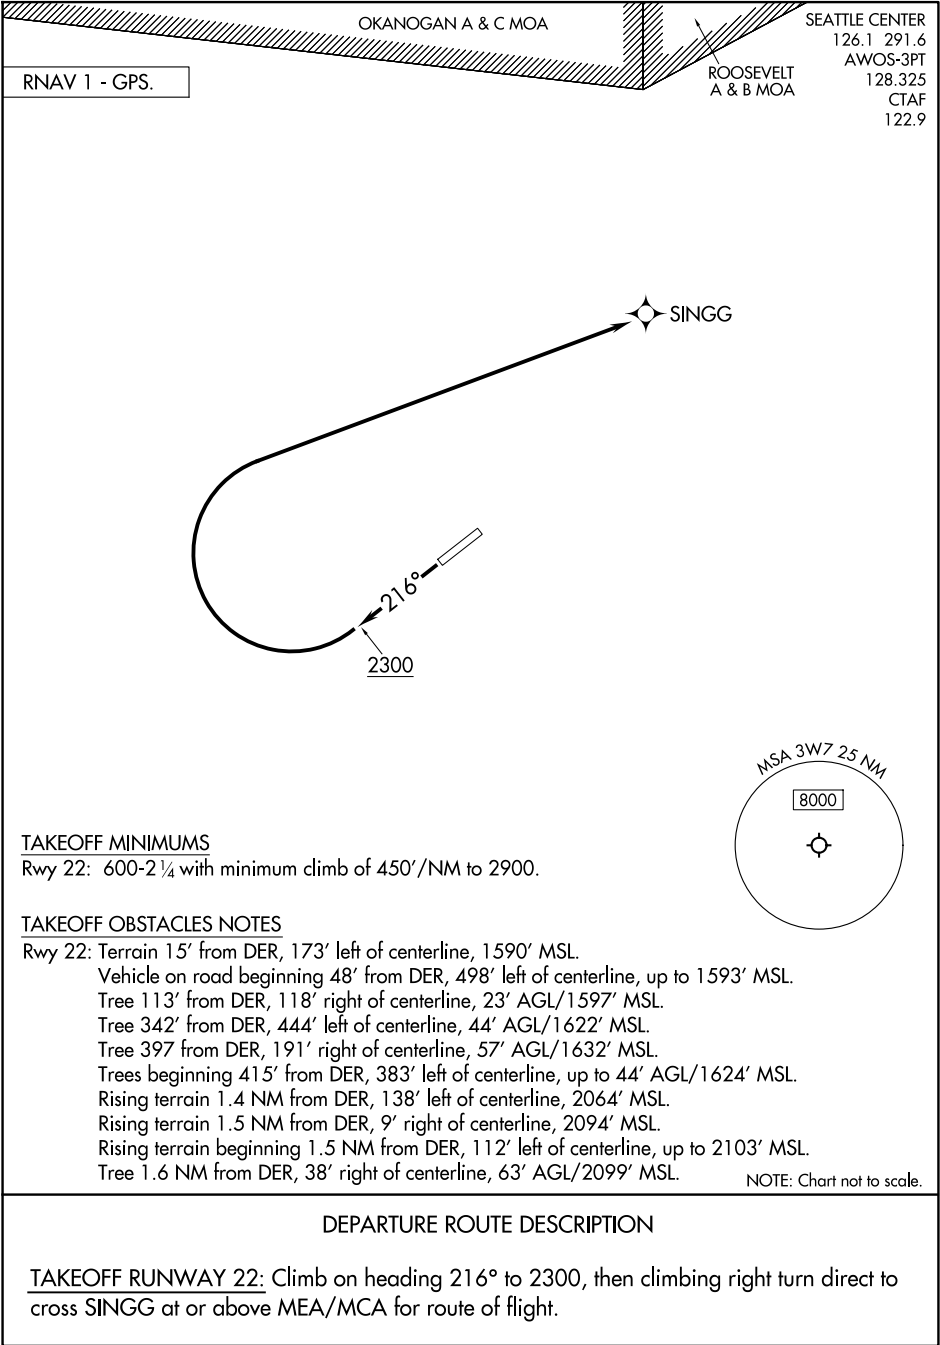 OKANOGAN A & C MOA
SEATTLE CENTER
126.1 291.6
AWOS-3PT
128.325
CTAF
122.9
RNAV 1 - GPS.
ROOSEVELT
A & B MOA
SINGG
216°
2300
MSA 3W7 25 NM
8000
TAKEOFF MINIMUMS
Rwy 22: 600-2¼ with minimum climb of 450'/NM to 2900.
TAKEOFF OBSTACLES NOTES
Rwy 22: Terrain 15' from DER, 173' left of centerline, 1590' MSL.
Vehicle on road beginning 48' from DER, 498' left of centerline, up to 1593' MSL.
Tree 113' from DER, 118' right of centerline, 23' AGL/1597' MSL.
Tree 342' from DER, 444' left of centerline, 44' AGL/1622' MSL.
Tree 397 from DER, 191' right of centerline, 57' AGL/1632' MSL.
Trees beginning 415' from DER, 383' left of centerline, up to 44' AGL/1624' MSL.
Rising terrain 1.4 NM from DER, 138' left of centerline, 2064' MSL.
Rising terrain 1.5 NM from DER, 9' right of centerline, 2094' MSL.
Rising terrain beginning 1.5 NM from DER, 112' left of centerline, up to 2103' MSL.
Tree 1.6 NM from DER, 38' right of centerline, 63' AGL/2099' MSL.
NOTE: Chart not to scale.
DEPARTURE ROUTE DESCRIPTION
TAKEOFF RUNWAY 22: Climb on heading 216° to 2300, then climbing right turn direct to
cross SINGG at or above MEA/MCA for route of flight.